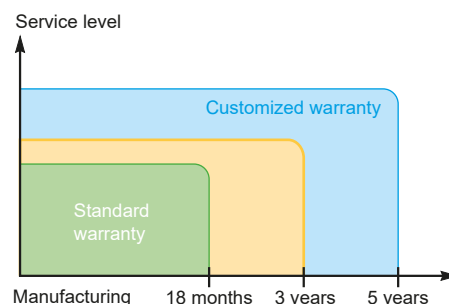 Service level
Customized warranty
Standard
warranty
Manufacturing
18 months
3 years
5 years